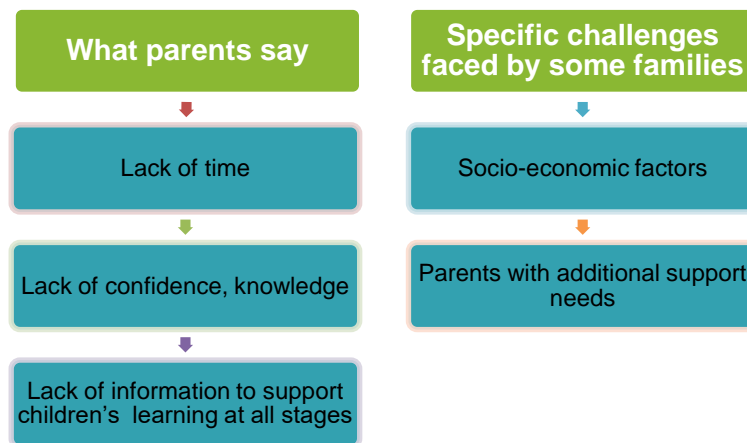 What parents say
Lack of time
Lack of confidence, knowledge
Lack of information to support
children’s learning at all stages
Specific challenges
faced by some families
Socio-economic factors
Parents with additional support
needs